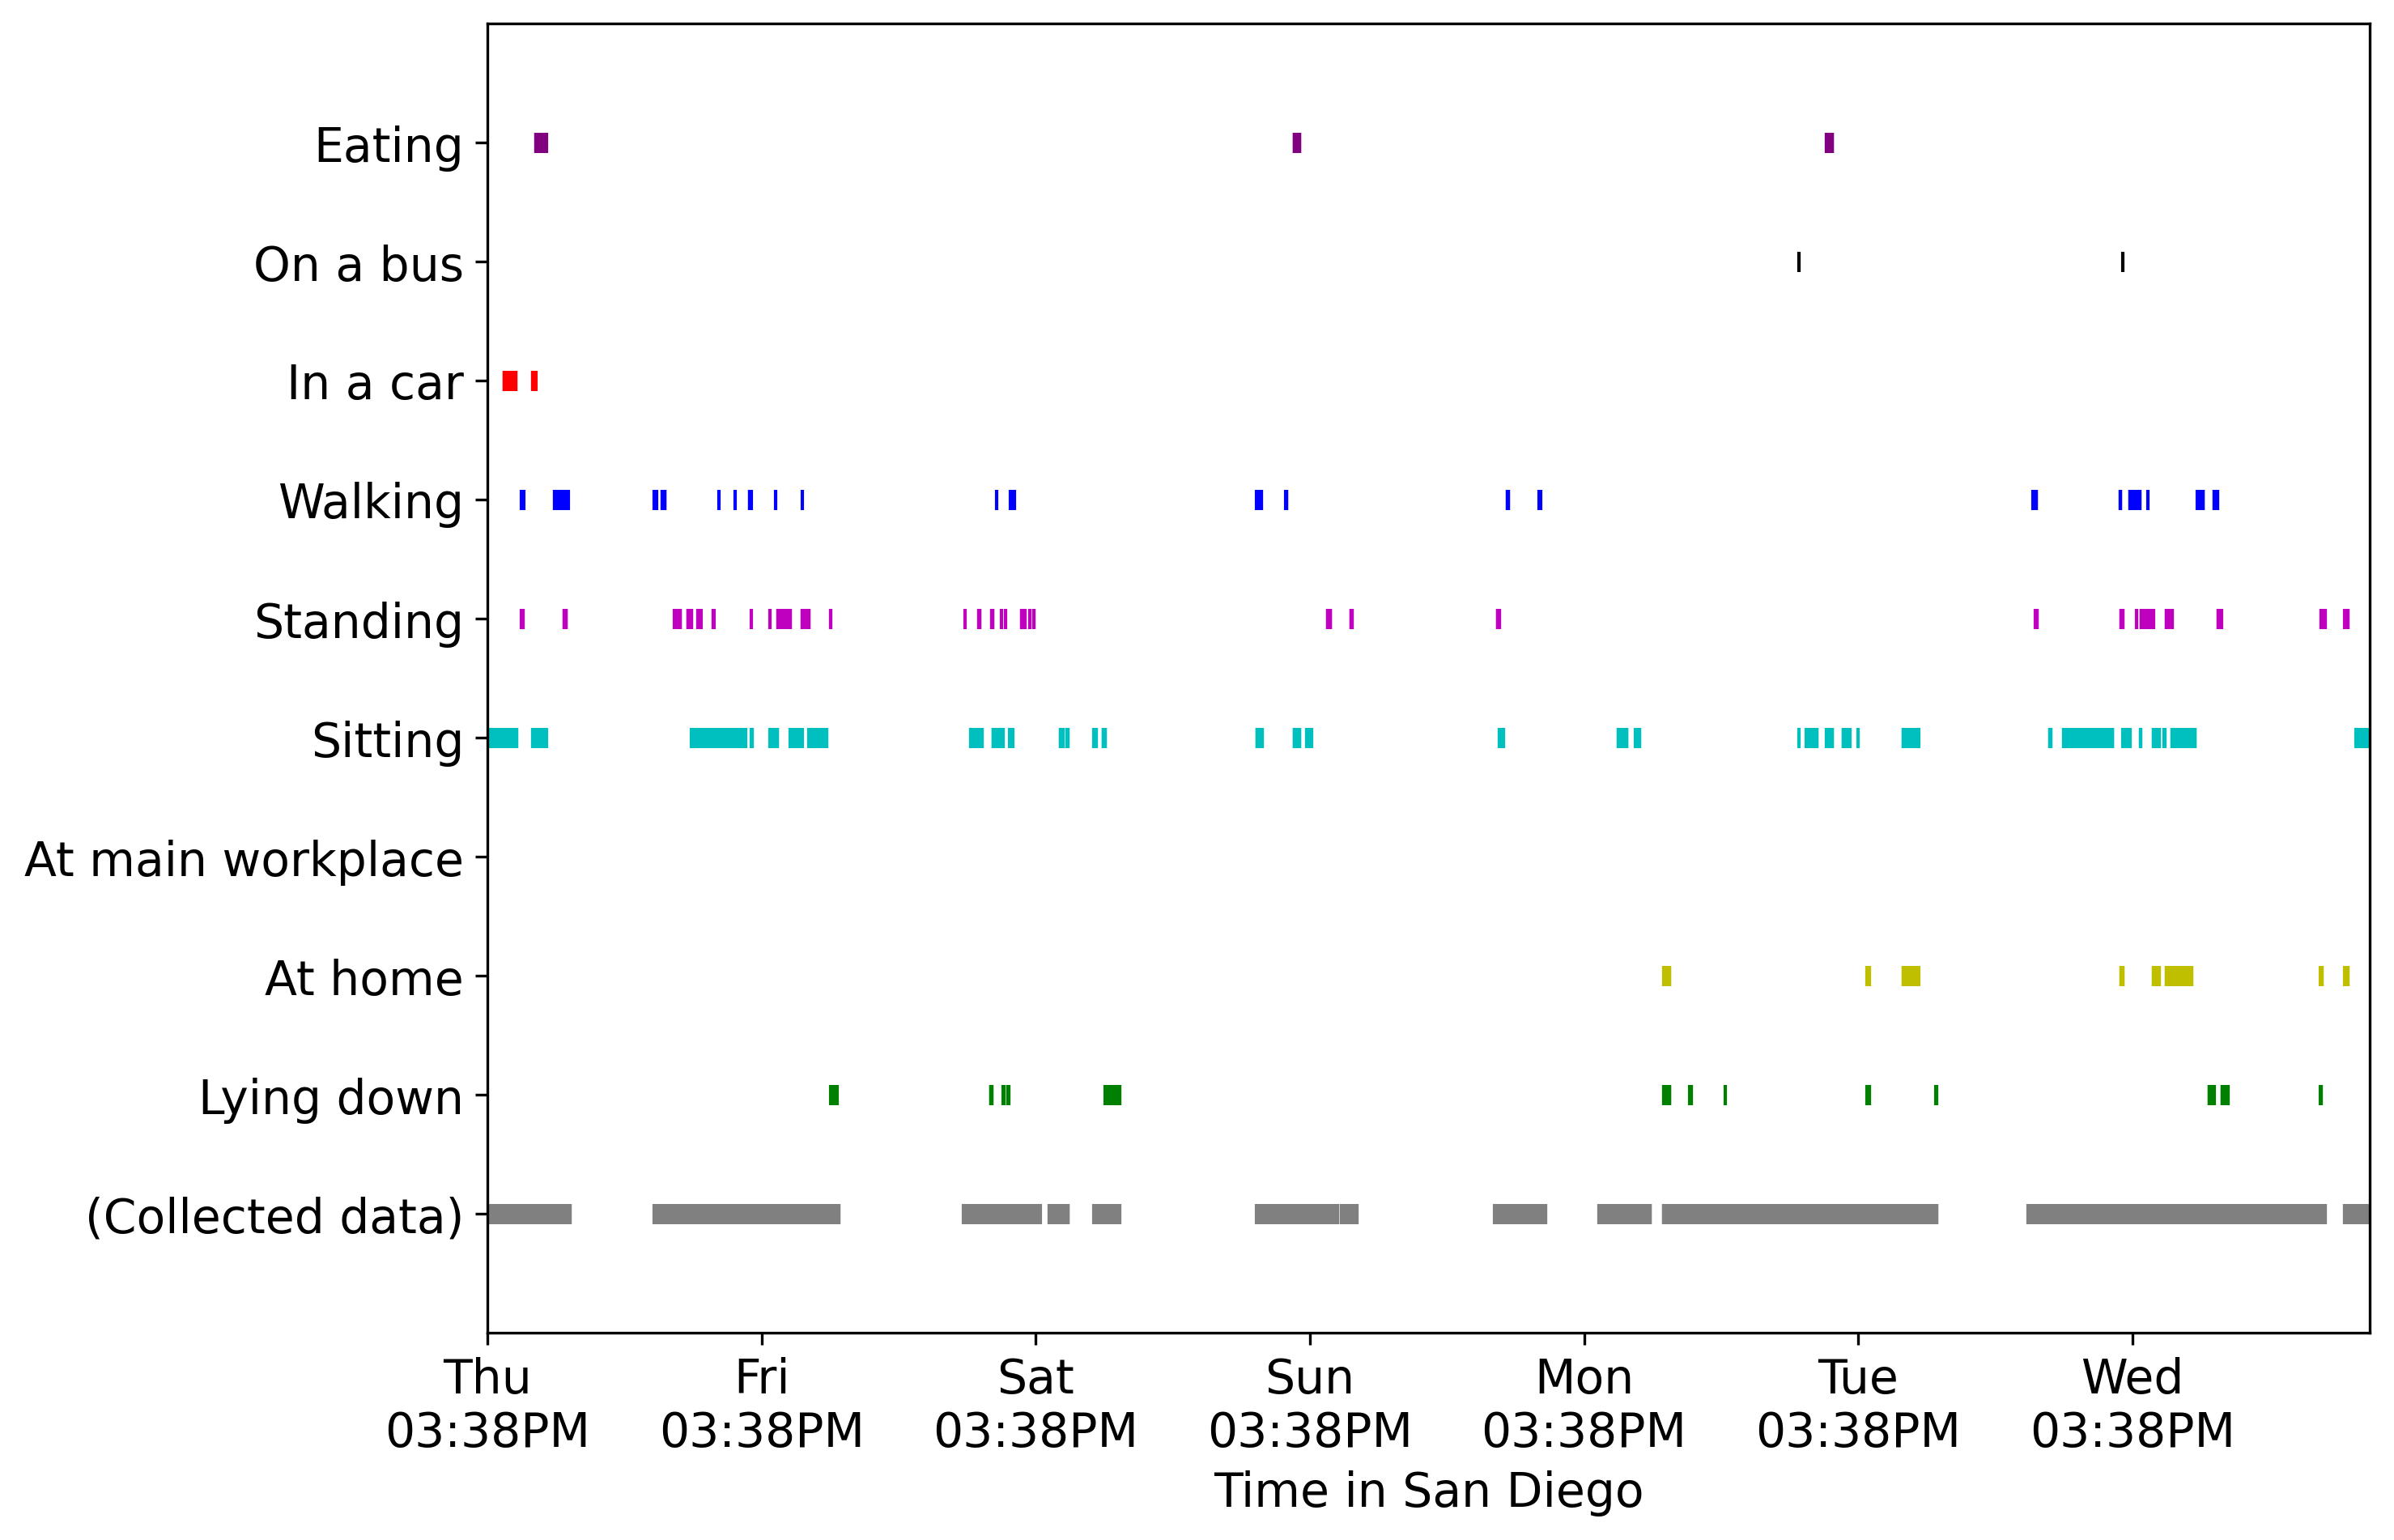 Eating
On a bus
In a car
Walking
Standing
Sitting
At main workplace
At home
Lying down
(Collected data)
Thu Fri Sat Sun Mon Tue Wed
03:38PM 03:38PM 03:38PM 03:38PM 03:38PM 03:38PM 03:38PM
Time in San Diego